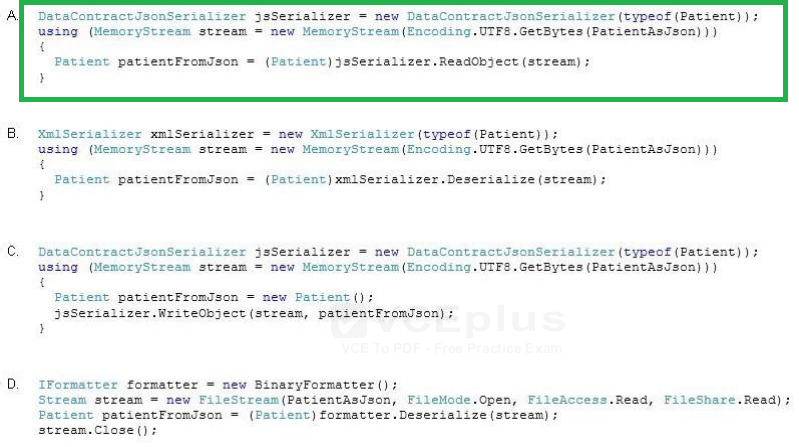 A. DataContractJsonSerializer jsSerializer = new DataContractJsonSerializer(typeof(Patient));
using (MemoryStream stream = new MemoryStream(Encoding.UTF8.GetBytes(PatientAsJson)))
{
Patient patientFromJson = (Patient)jsSerializer.ReadObject(stream);
}
B. XmlSerializer xmlSerializer = new XmlSerializer(typeof(Patient));
using (MemoryStream stream = new MemoryStream(Encoding.UTF8.GetBytes(PatientAsJson)))
{
Patient patientFromJson = (Patient)xmlSerializer.Deserialize(stream);
}
C. DataContractJsonSerializer jsSerializer = new DataContractJsonSerializer(typeof(Patient));
using (MemoryStream stream = new MemoryStream(Encoding.UTF8.GetBytes(PatientAsJson)))
{
Patient patientFromJson = new Patient();
jsSerializer.WriteObject(stream, patientFromJson);
}
VCEplus
VCE To PDF - Free Practice Exam
D. IFormatter formatter = new BinaryFormatter();
Stream stream = new FileStream(PatientAsJson, FileMode.Open, FileAccess.Read, FileShare.Read);
Patient patientFromJson = (Patient)formatter.Deserialize(stream);
stream.Close();